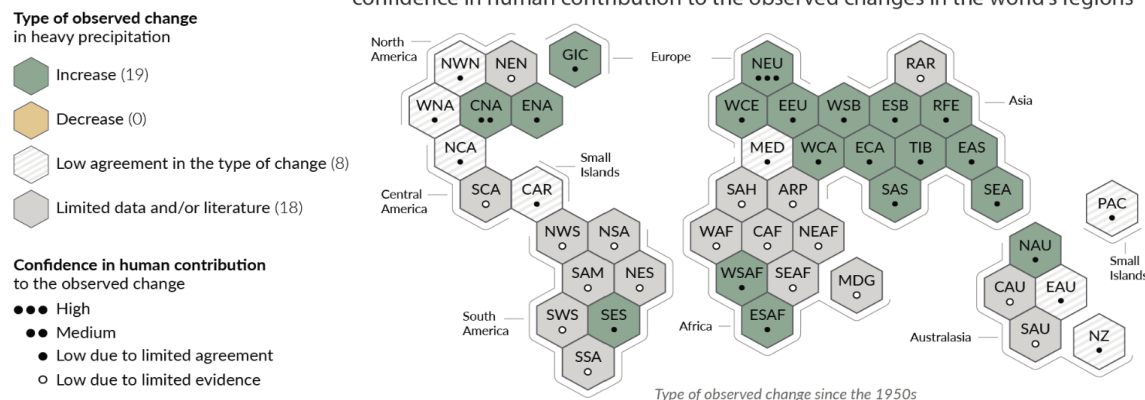 confidence in human contribution to the observed changes in the world's regions
Type of observed change
in heavy precipitation
Increase (19)
Decrease (0)
Low agreement in the type of change (8)
Limited data and/or literature (18)
Confidence in human contribution
to the observed change
High
Medium
Low due to limited agreement
Low due to limited evidence
North
America
NWN NEN GIC
WNA CNA ENA
NCA
Central
America
SCA CAR
Small
Islands
NWS NSA
SAM NES
South
America
SWS SES
SSA
Europe
NEU RAR
WCE EEU WSB ESB RFE
Asia
MED WCA ECA TIB EAS
SAH ARP SAS SEA
WAF CAF NEAF
WSAF SEAF MDG
Africa
ESAF
PAC
Small
Islands
NAU
CAU EAU
Australasia
SAU NZ
Type of observed change since the 1950s